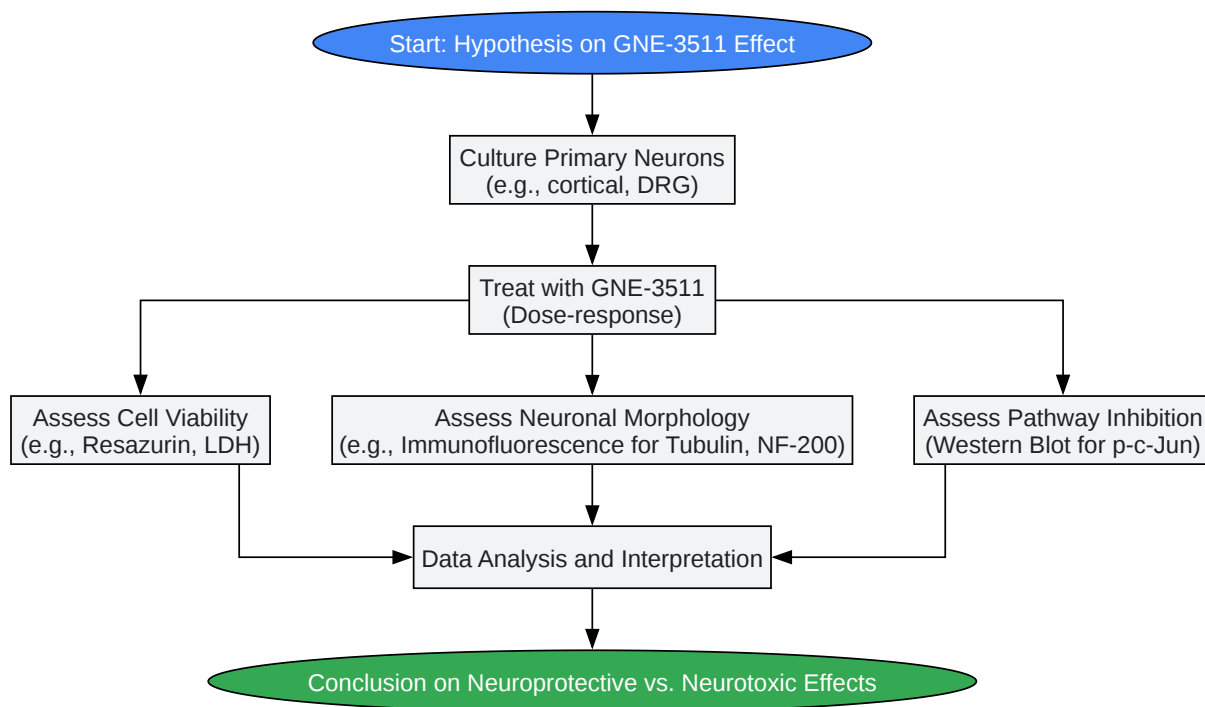 Start: Hypothesis on GNE-3511 Effect
Culture Primary Neurons
(e.g., cortical, DRG)
Treat with GNE-3511
(Dose-response)
Assess Cell Viability
(e.g., Resazurin, LDH)
Assess Neuronal Morphology
(e.g., Immunofluorescence for Tubulin, NF-200)
Assess Pathway Inhibition
(Western Blot for p-c-Jun)
Data Analysis and Interpretation
Conclusion on Neuroprotective vs. Neurotoxic Effects